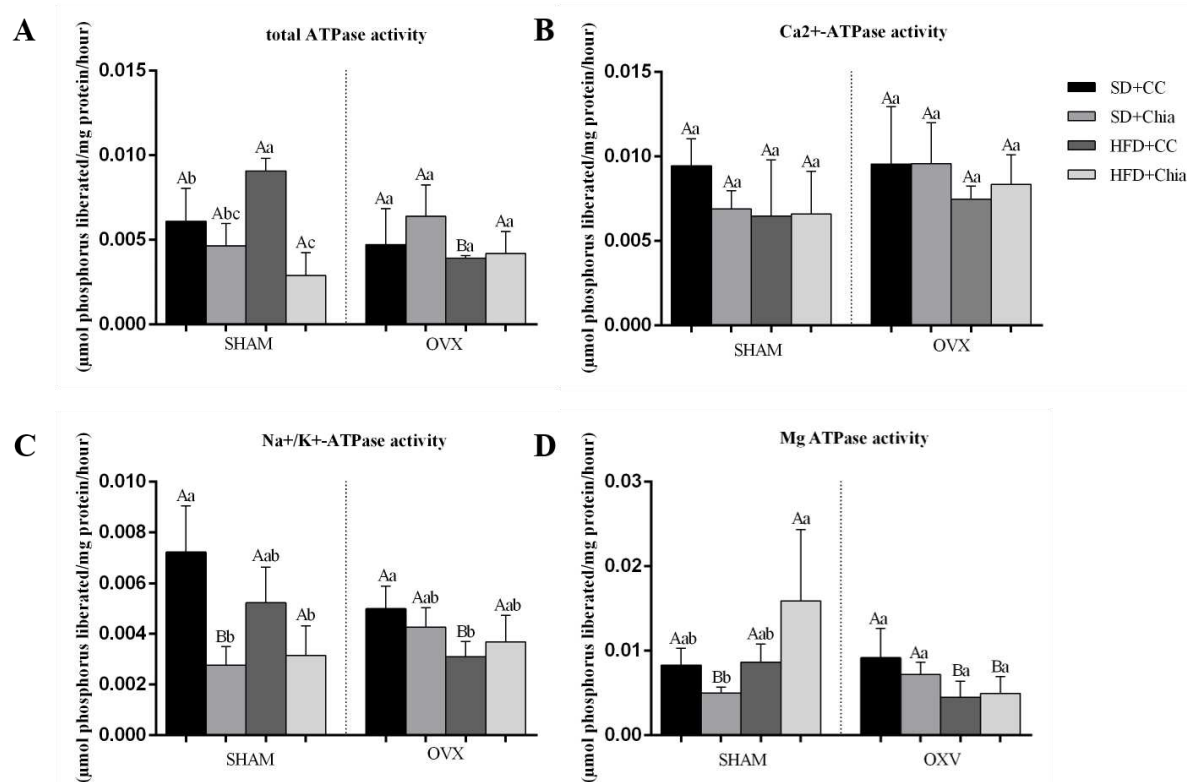 A
total ATPase activity
(µmol phosphorus liberated/mg protein/hour)
0.015
0.010
0.005
0.000
Ab
Abc
Aa
Ac
Aa
Aa
Ba
Aa
SHAM
OVX
B
Ca2+-ATPase activity
(µmol phosphorus liberated/mg protein/hour)
0.015
0.010
0.005
0.000
Aa
Aa
Aa
Aa
Aa
Aa
Aa
Aa
SHAM
OVX
SD+CC
SD+Chia
HFD+CC
HFD+Chia
C
Na+/K+-ATPase activity
(µmol phosphorus liberated/mg protein/hour)
0.010
0.008
0.006
0.004
0.002
0.000
Aa
Bb
Aab
Ab
Aa
Aab
Bb
Aab
SHAM
OVX
D
Mg ATPase activity
(µmol phosphorus liberated/mg protein/hour)
0.03
0.02
0.01
0.00
Aab
Bb
Aab
Aa
Aa
Aa
Ba
Ba
SHAM
OXV